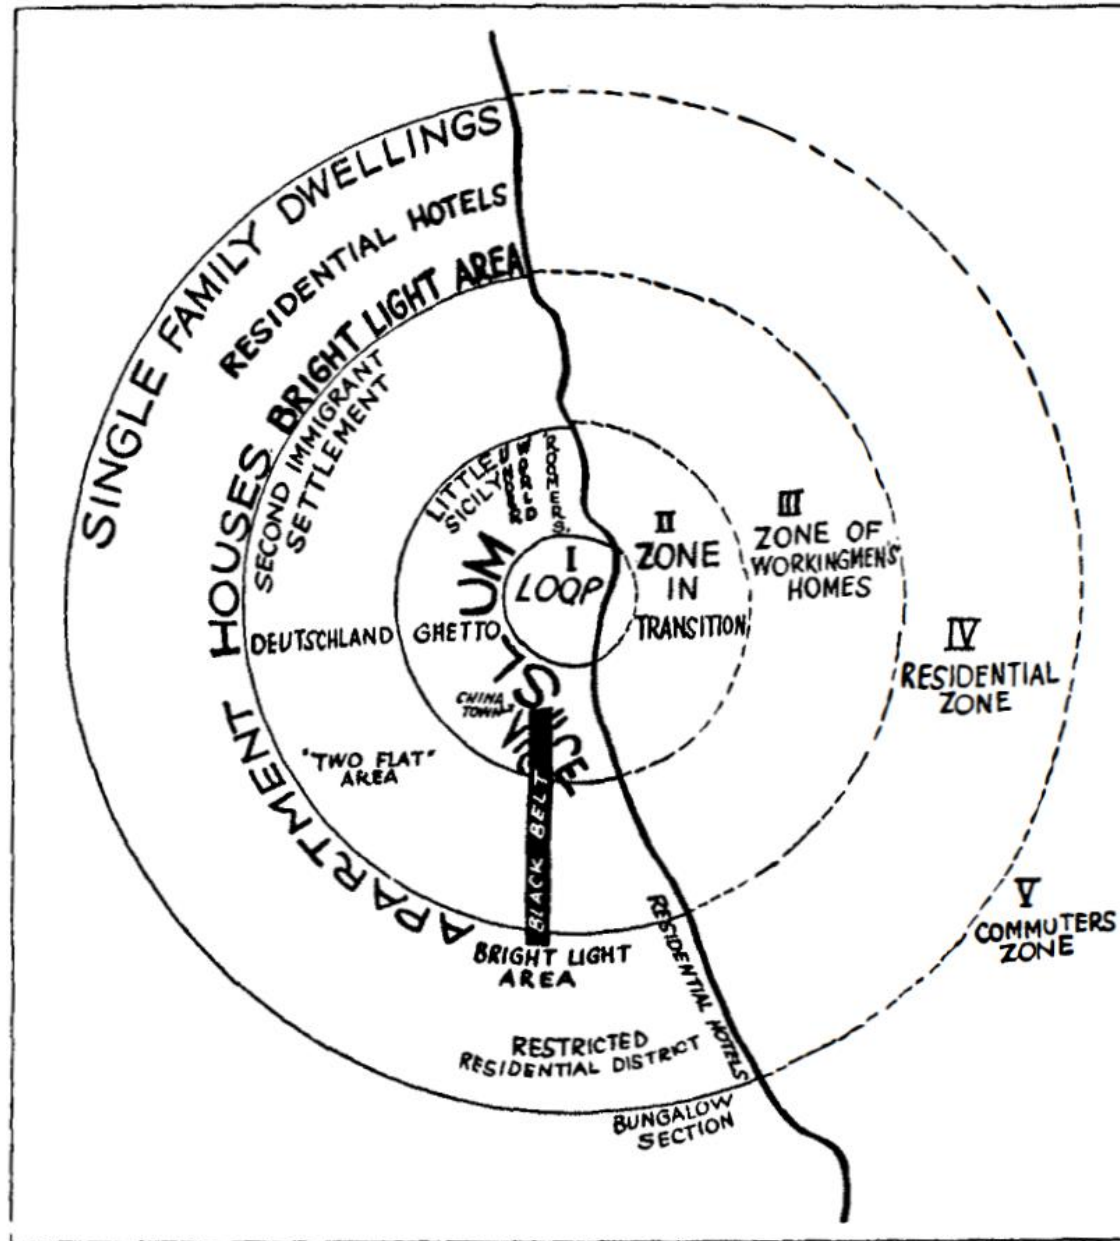 SINGLE FAMILY DWELLINGS
RESIDENTIAL HOTELS
BRIGHT LIGHT AREA
SECOND IMMIGRANT
SETTLEMENT
APARTMENT HOUSES
LITTLE
SICILY
UNDER
WORLD
ROOMERS.
I
LOOP
II
ZONE
IN
TRANSITION
III
ZONE OF
WORKINGMEN'S
HOMES
IV
RESIDENTIAL
ZONE
V
COMMUTERS
ZONE
DEUTSCHLAND
GHETTO
SLUM
CHINA
TOWN
VICE
"TWO FLAT"
AREA
BLACK BELT
BRIGHT LIGHT
AREA
RESIDENTIAL HOTELS
RESTRICTED
RESIDENTIAL DISTRICT
BUNGALOW
SECTION